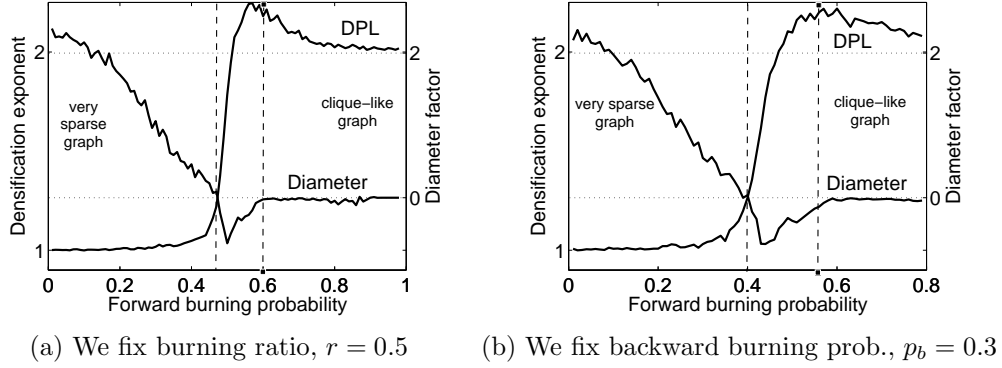 Densification exponent
2
1
DPL
very
sparse
graph
clique−like
graph
Diameter
2
1
0
Diameter factor
0 0.2 0.4 0.6 0.8 1
Forward burning probability
(a) We fix burning ratio, r = 0.5
Densification exponent
2
1
DPL
very sparse
graph
clique−like
graph
Diameter
2
1
0
Diameter factor
0 0.2 0.4 0.6 0.8
Forward burning probability
(b) We fix backward burning prob., p_b = 0.3